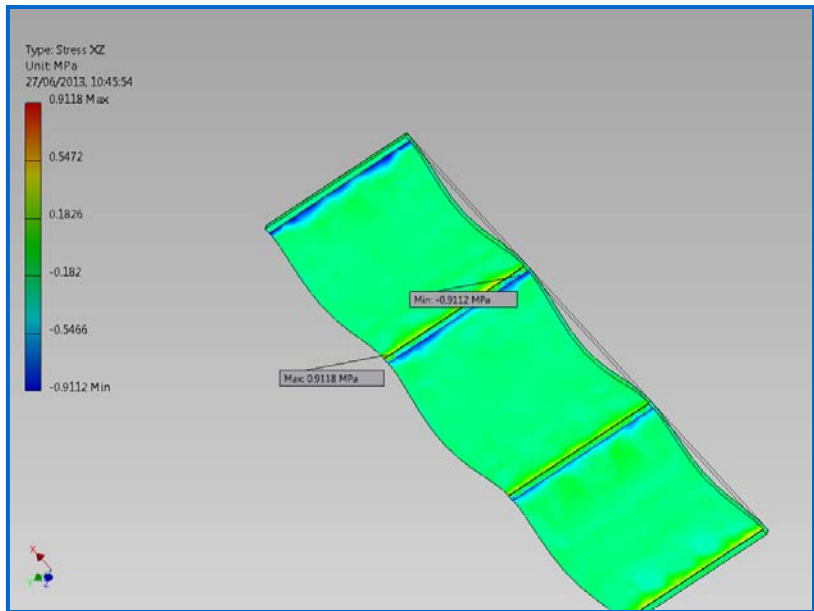 Type: Stress XZ
Unit: MPa
27/06/2013, 10:45:54
0.9118 Max
0.5472
0.1826
-0.182
-0.5466
-0.9112 Min
Min: -0.9112 MPa
Max: 0.9118 MPa
X
Y
Z